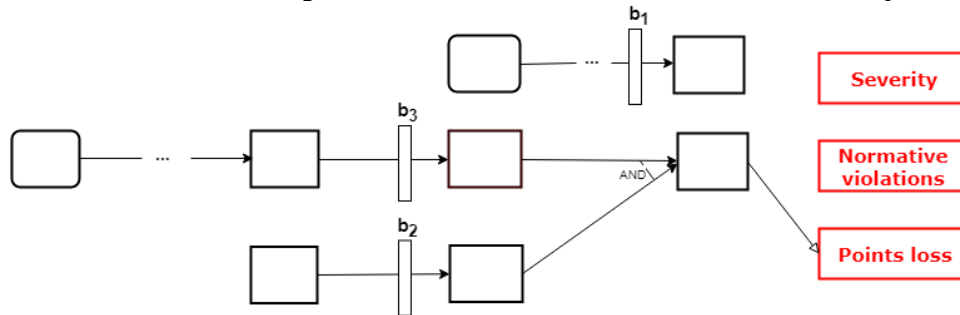 b1
...
Severity
b3
...
AND
Normative
violations
b2
Points loss